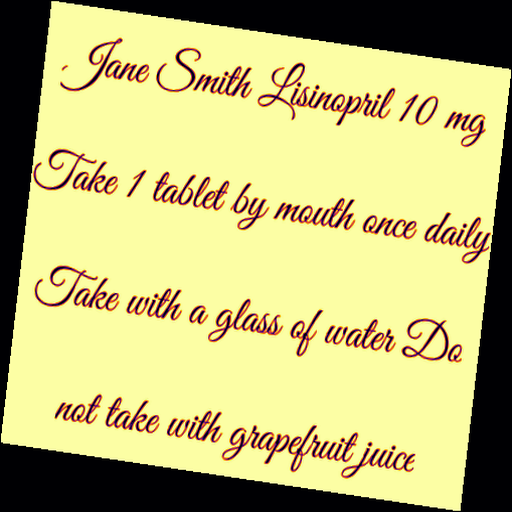 Jane Smith Lisinopril 10 mg
Take 1 tablet by mouth once daily
Take with a glass of water Do
not take with grapefruit juice